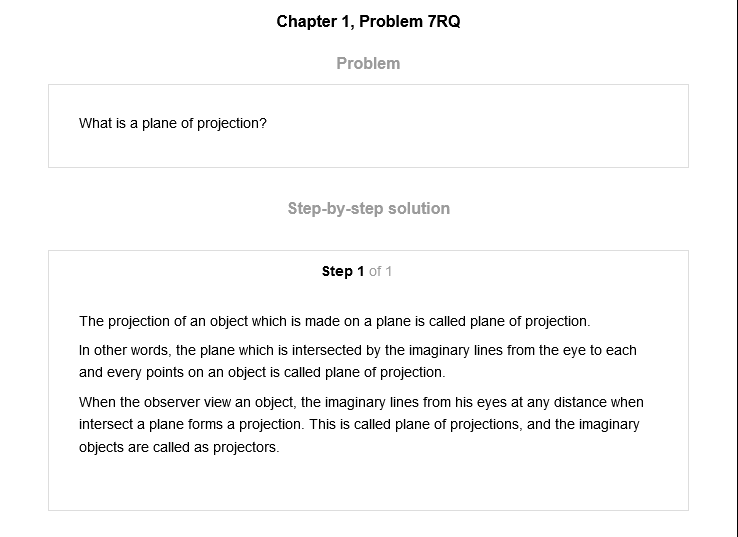 Chapter 1, Problem 7RQ
Problem
What is a plane of projection?
Step-by-step solution
Step 1 of 1
The projection of an object which is made on a plane is called plane of projection.
In other words, the plane which is intersected by the imaginary lines from the eye to each
and every points on an object is called plane of projection.
When the observer view an object, the imaginary lines from his eyes at any distance when
intersect a plane forms a projection. This is called plane of projections, and the imaginary
objects are called as projectors.